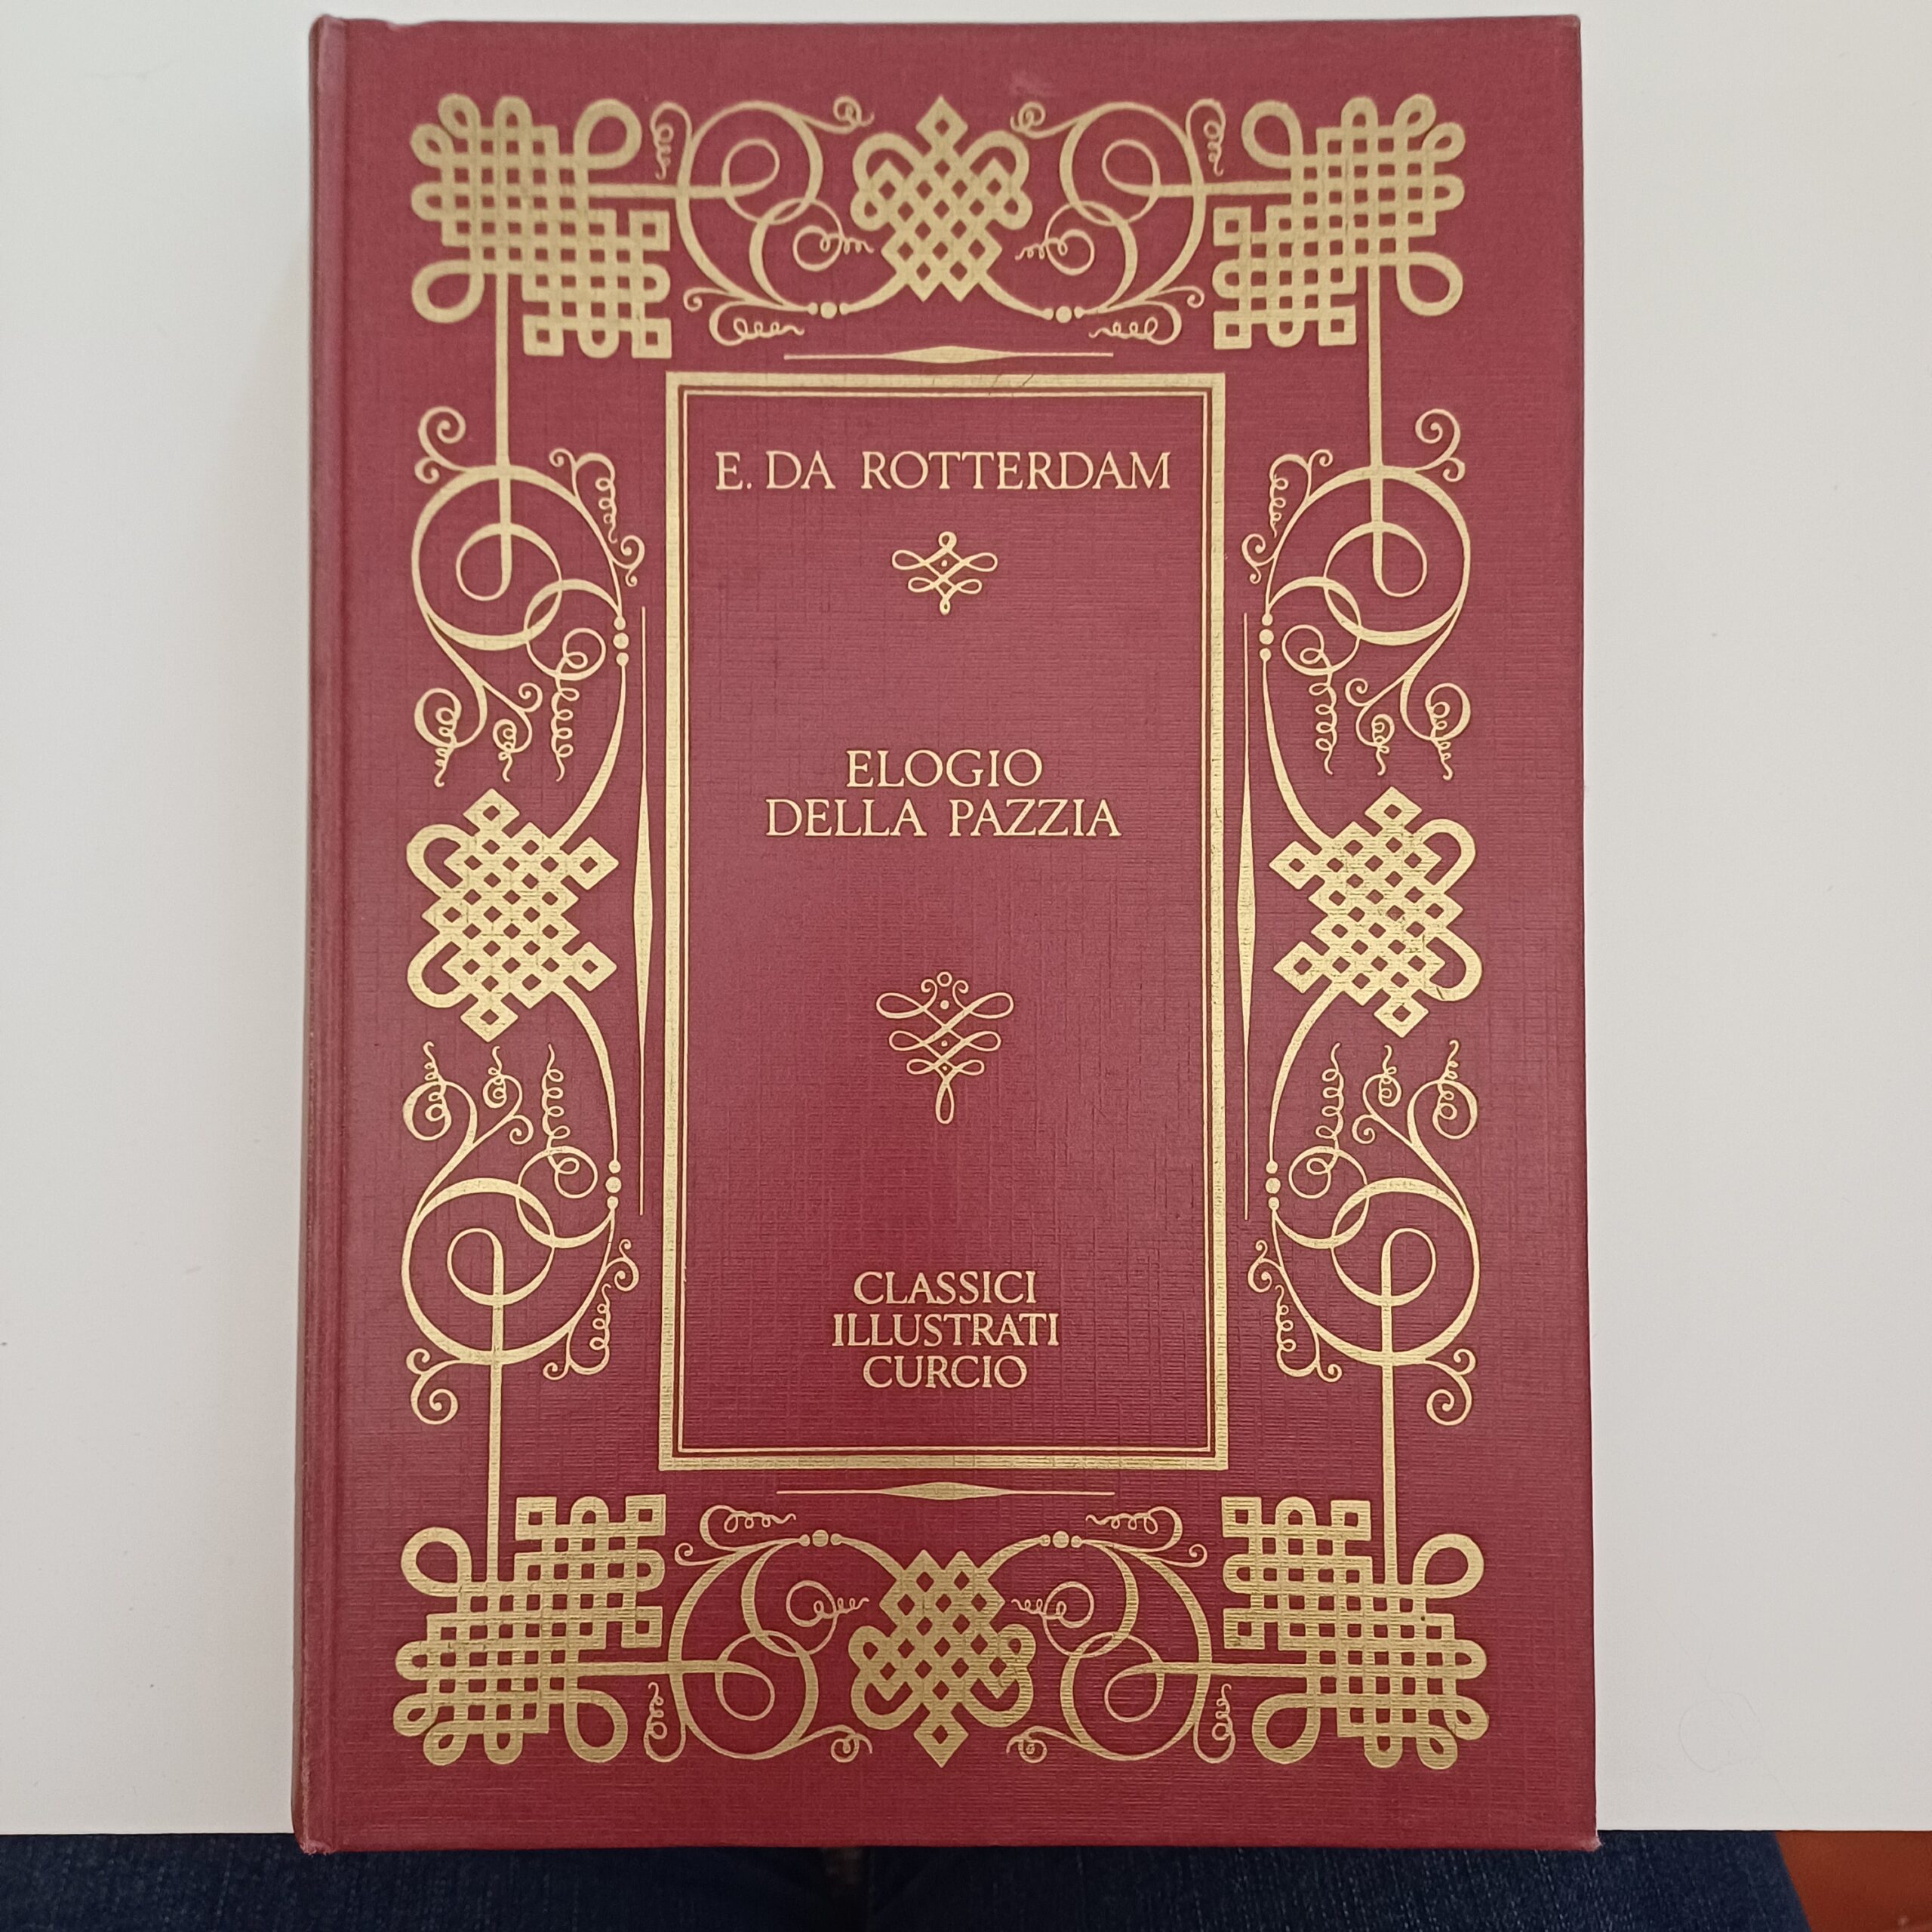 E. DA ROTTERDAM
ELOGIO
DELLA PAZZIA
CLASSICI
ILLUSTRATI
CURCIO